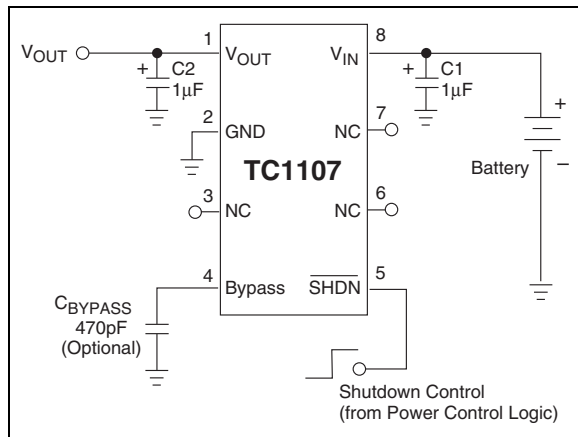 1
8
VOUT
VOUT
VIN
+
C2
1µF
+
C1
1µF
2
GND
7
NC
+
TC1107
Battery
−
3
NC
6
NC
4
Bypass
5
SHDN
CBYPASS
470pF
(Optional)
Shutdown Control
(from Power Control Logic)